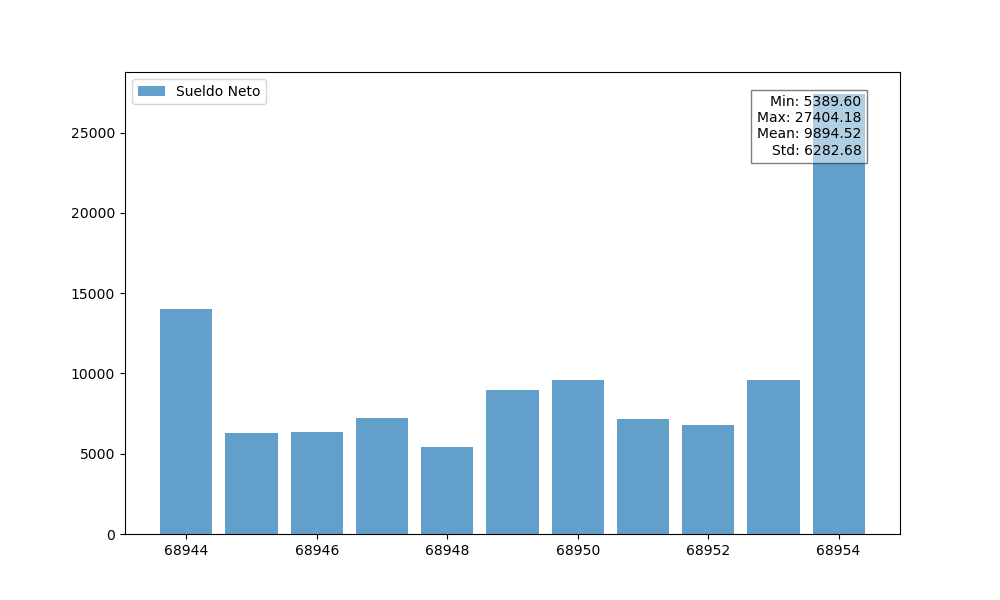 Sueldo Neto
Min: 5389.60
Max: 27404.18
Mean: 9894.52
Std: 6282.68
25000
20000
15000
10000
5000
0
68944 68946 68948 68950 68952 68954